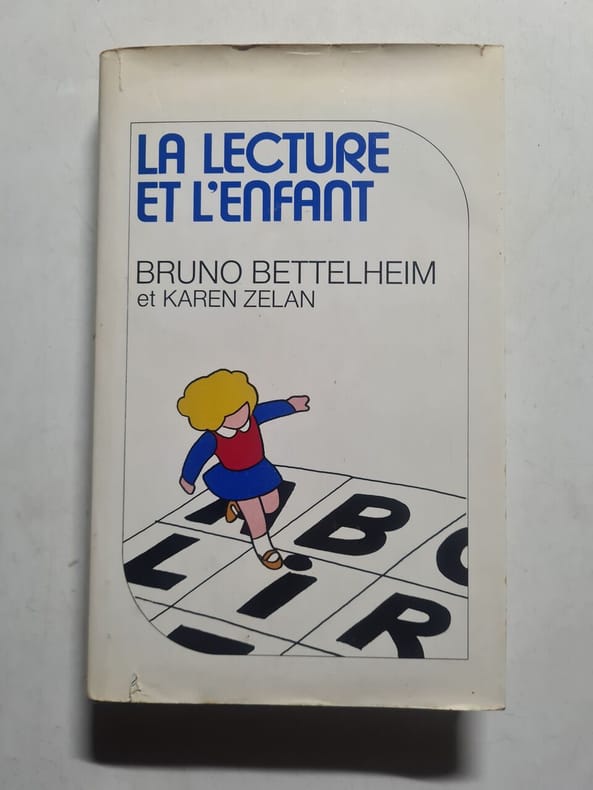 LA LECTURE
ET L'ENFANT
BRUNO BETTELHEIM
et KAREN ZELAN
A B C
L i R